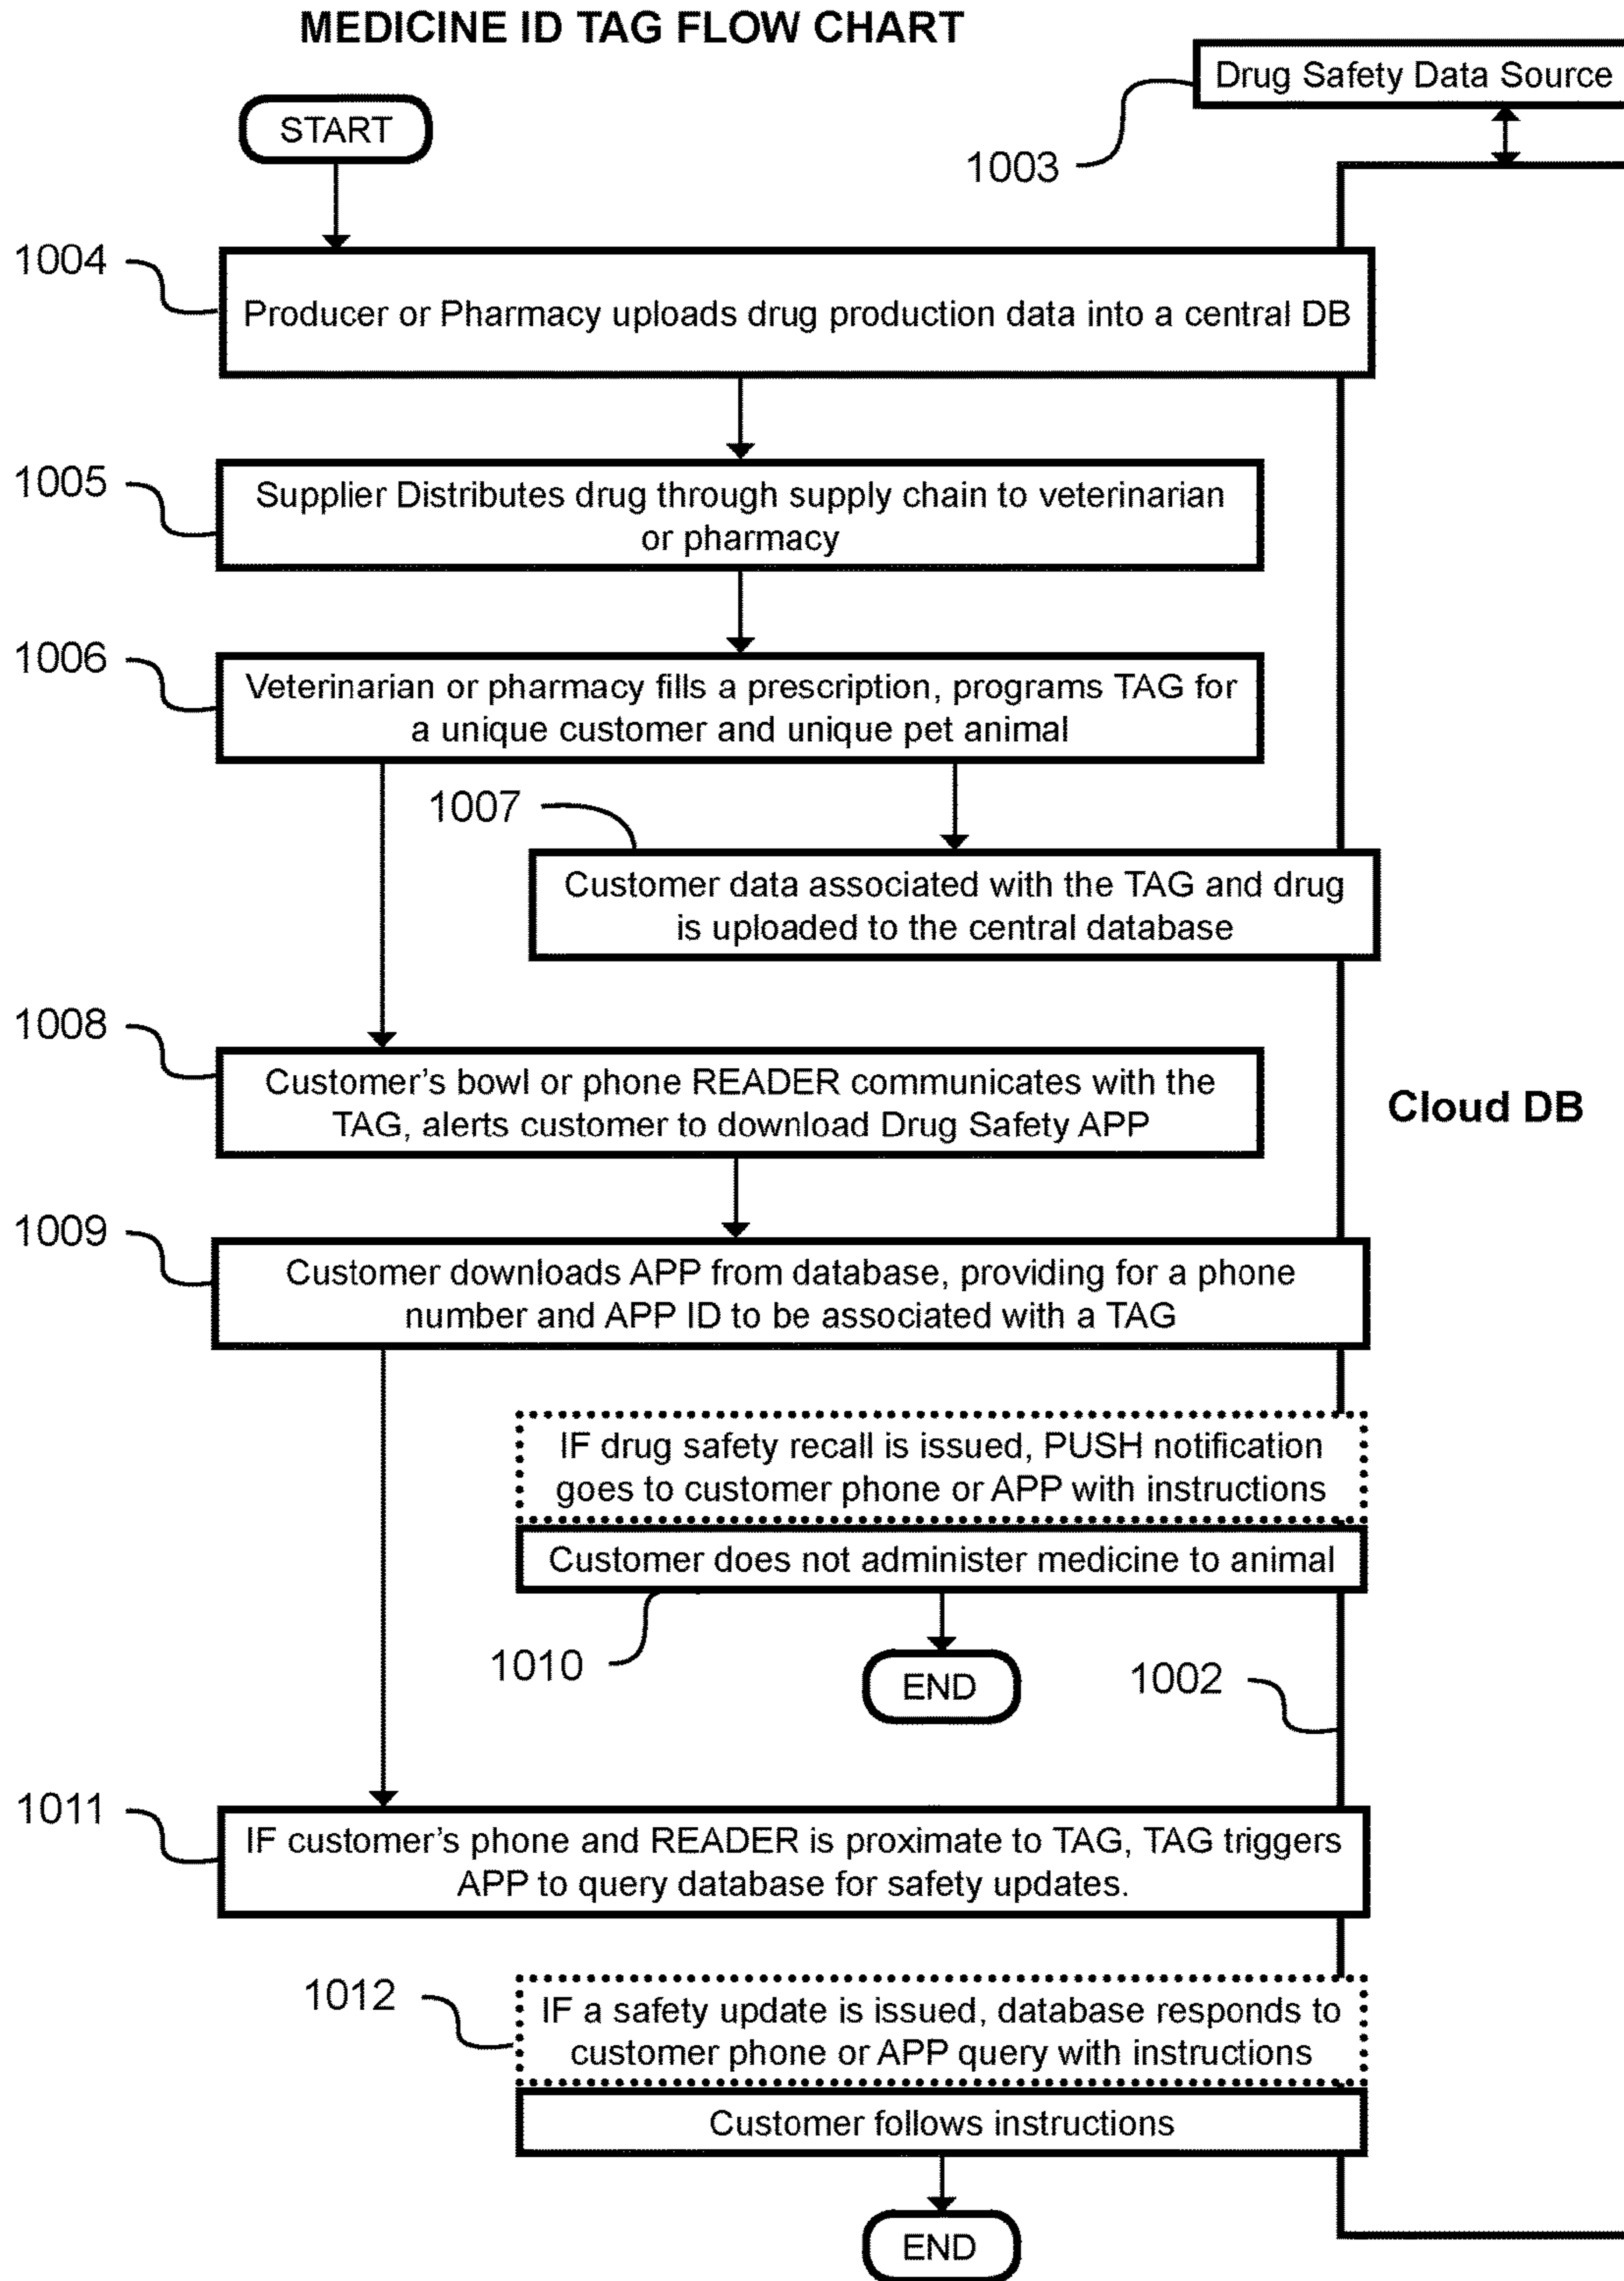 MEDICINE ID TAG FLOW CHART
Drug Safety Data Source
START
1003
1004
Producer or Pharmacy uploads drug production data into a central DB
1005
Supplier Distributes drug through supply chain to veterinarian
or pharmacy
1006
Veterinarian or pharmacy fills a prescription, programs TAG for
a unique customer and unique pet animal
1007
Customer data associated with the TAG and drug
is uploaded to the central database
1008
Customer's bowl or phone READER communicates with the
TAG, alerts customer to download Drug Safety APP
Cloud DB
1009
Customer downloads APP from database, providing for a phone
number and APP ID to be associated with a TAG
IF drug safety recall is issued, PUSH notification
goes to customer phone or APP with instructions
Customer does not administer medicine to animal
1010
END
1002
1011
IF customer's phone and READER is proximate to TAG, TAG triggers
APP to query database for safety updates.
1012
IF a safety update is issued, database responds to
customer phone or APP query with instructions
Customer follows instructions
END